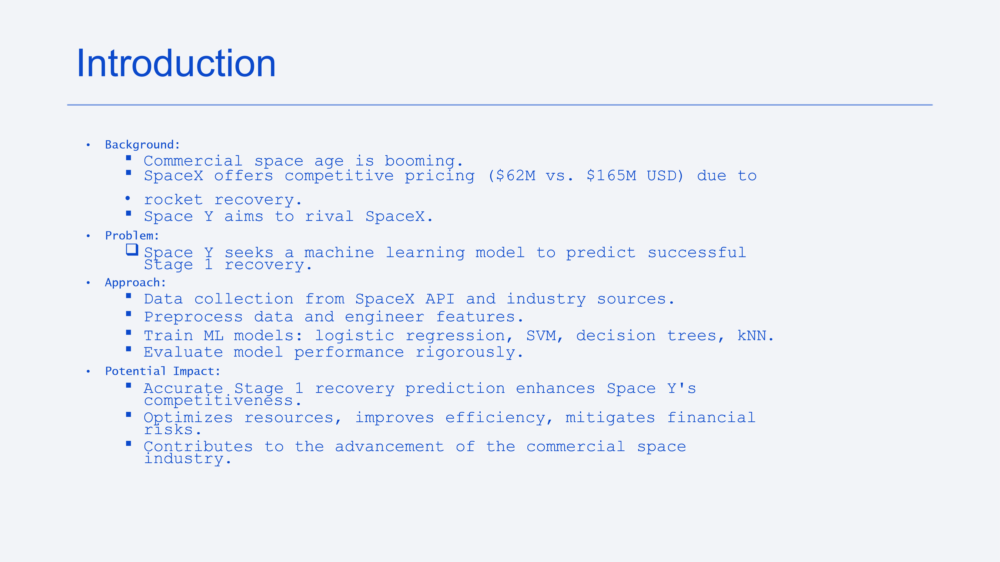 Introduction
• Background:
▪ Commercial space age is booming.
▪ SpaceX offers competitive pricing ($62M vs. $165M USD) due to
• rocket recovery.
▪ Space Y aims to rival SpaceX.
• Problem:
❑ Space Y seeks a machine learning model to predict successful
Stage 1 recovery.
• Approach:
▪ Data collection from SpaceX API and industry sources.
▪ Preprocess data and engineer features.
▪ Train ML models: logistic regression, SVM, decision trees, kNN.
▪ Evaluate model performance rigorously.
• Potential Impact:
▪ Accurate Stage 1 recovery prediction enhances Space Y's
competitiveness.
▪ Optimizes resources, improves efficiency, mitigates financial
risks.
▪ Contributes to the advancement of the commercial space
industry.